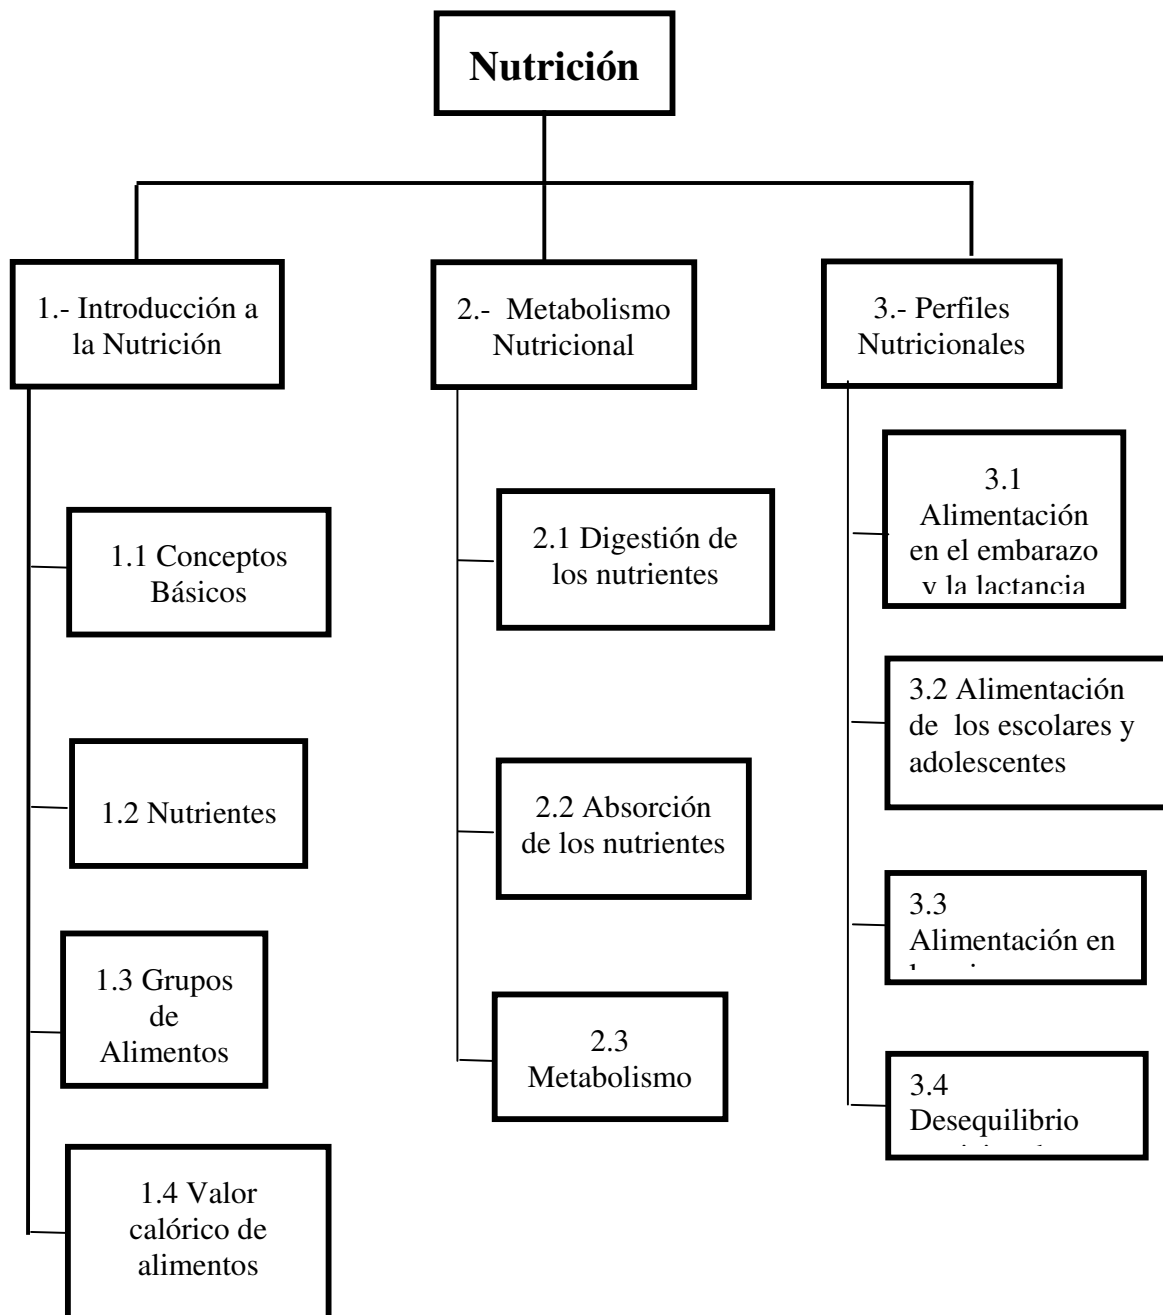 Nutrición
1.- Introducción a
la Nutrición
1.1 Conceptos
Básicos
1.2 Nutrientes
1.3 Grupos
de
Alimentos
1.4 Valor
calórico de
alimentos
2.- Metabolismo
Nutricional
2.1 Digestión de
los nutrientes
2.2 Absorción
de los nutrientes
2.3
Metabolismo
3.- Perfiles
Nutricionales
3.1
Alimentación
en el embarazo
y la lactancia
3.2 Alimentación
de los escolares y
adolescentes
3.3
Alimentación en
3.4
Desequilibrio